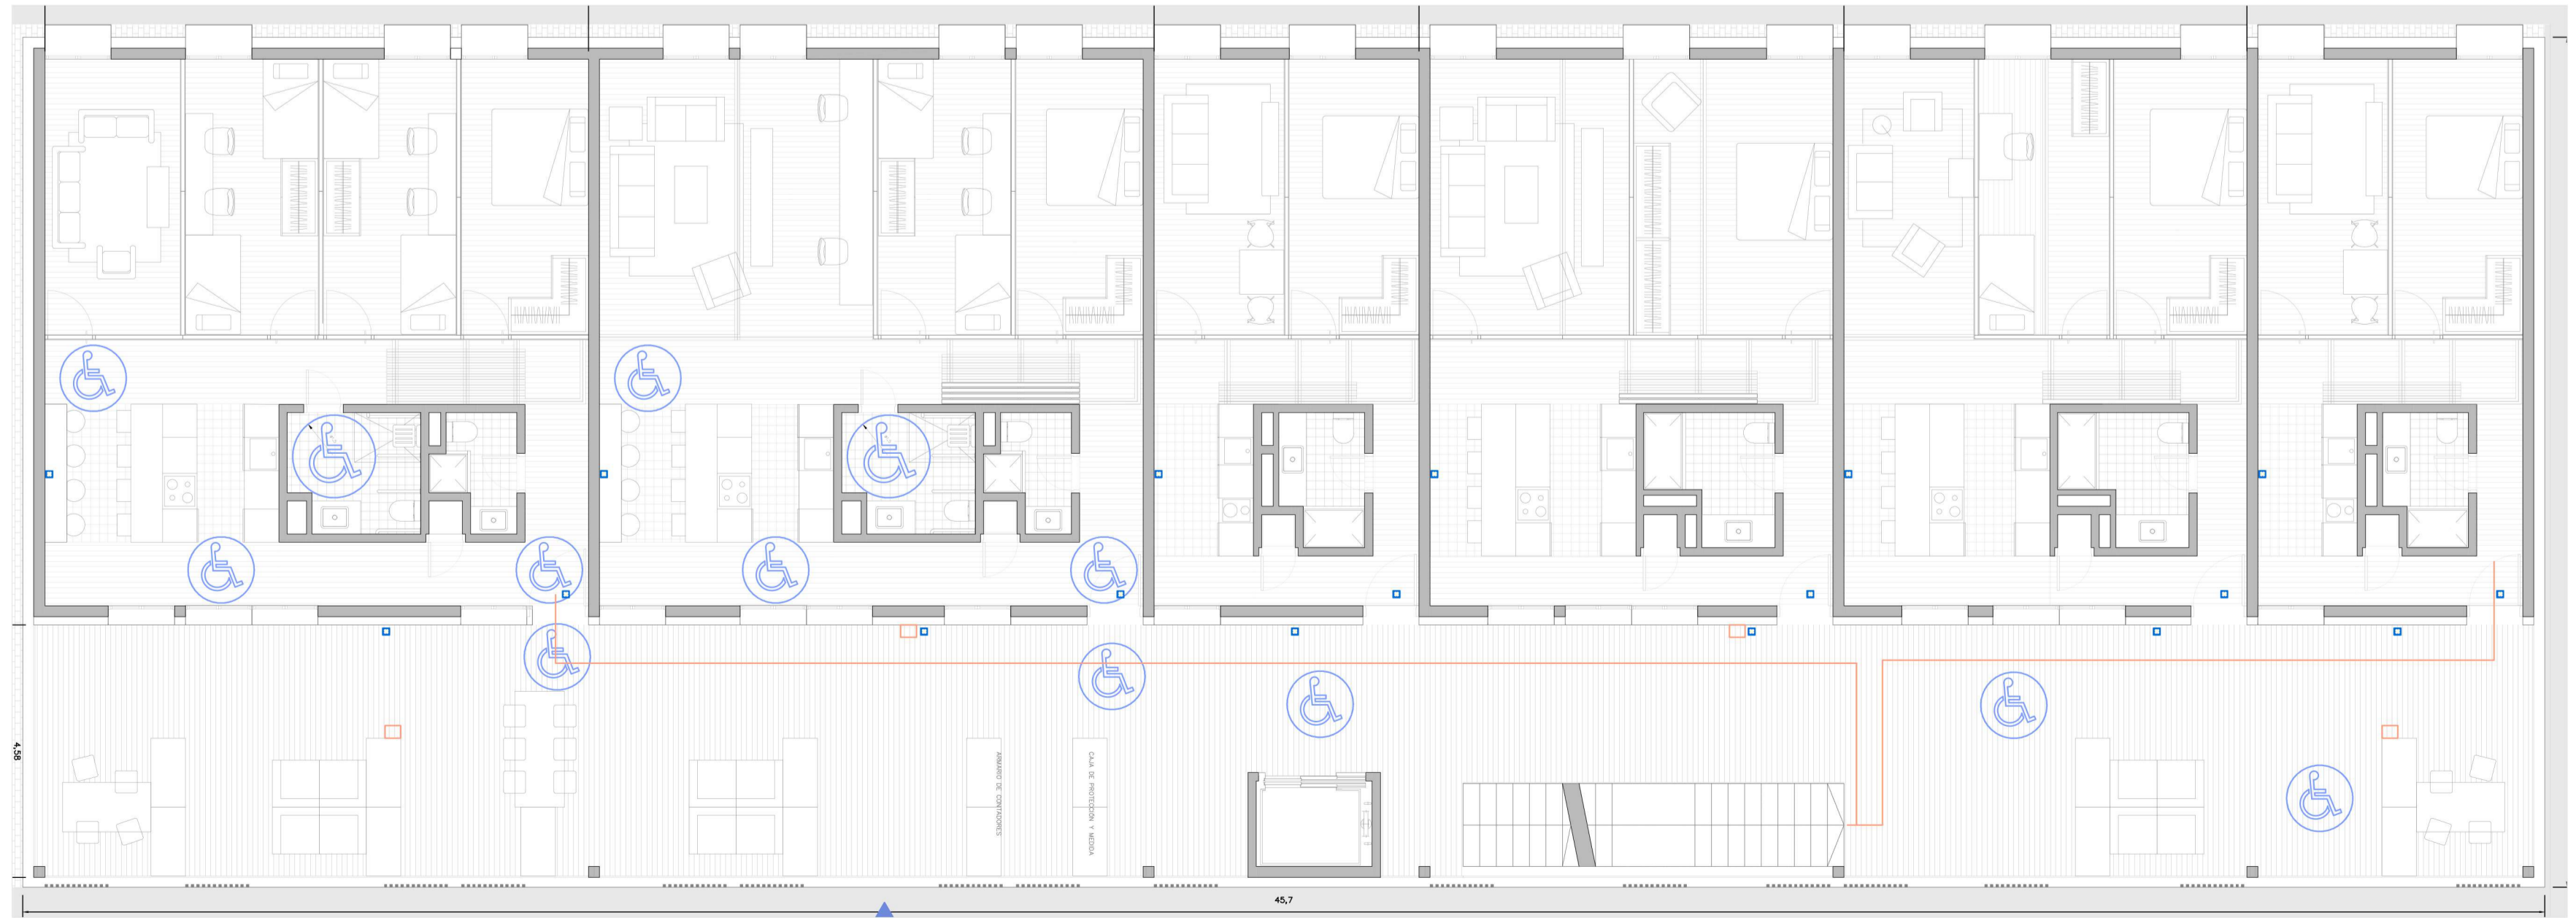 4,58
ARMARIO DE CONTADORES
CAJA DE PROTECCIÓN Y MEDIDA
45,7